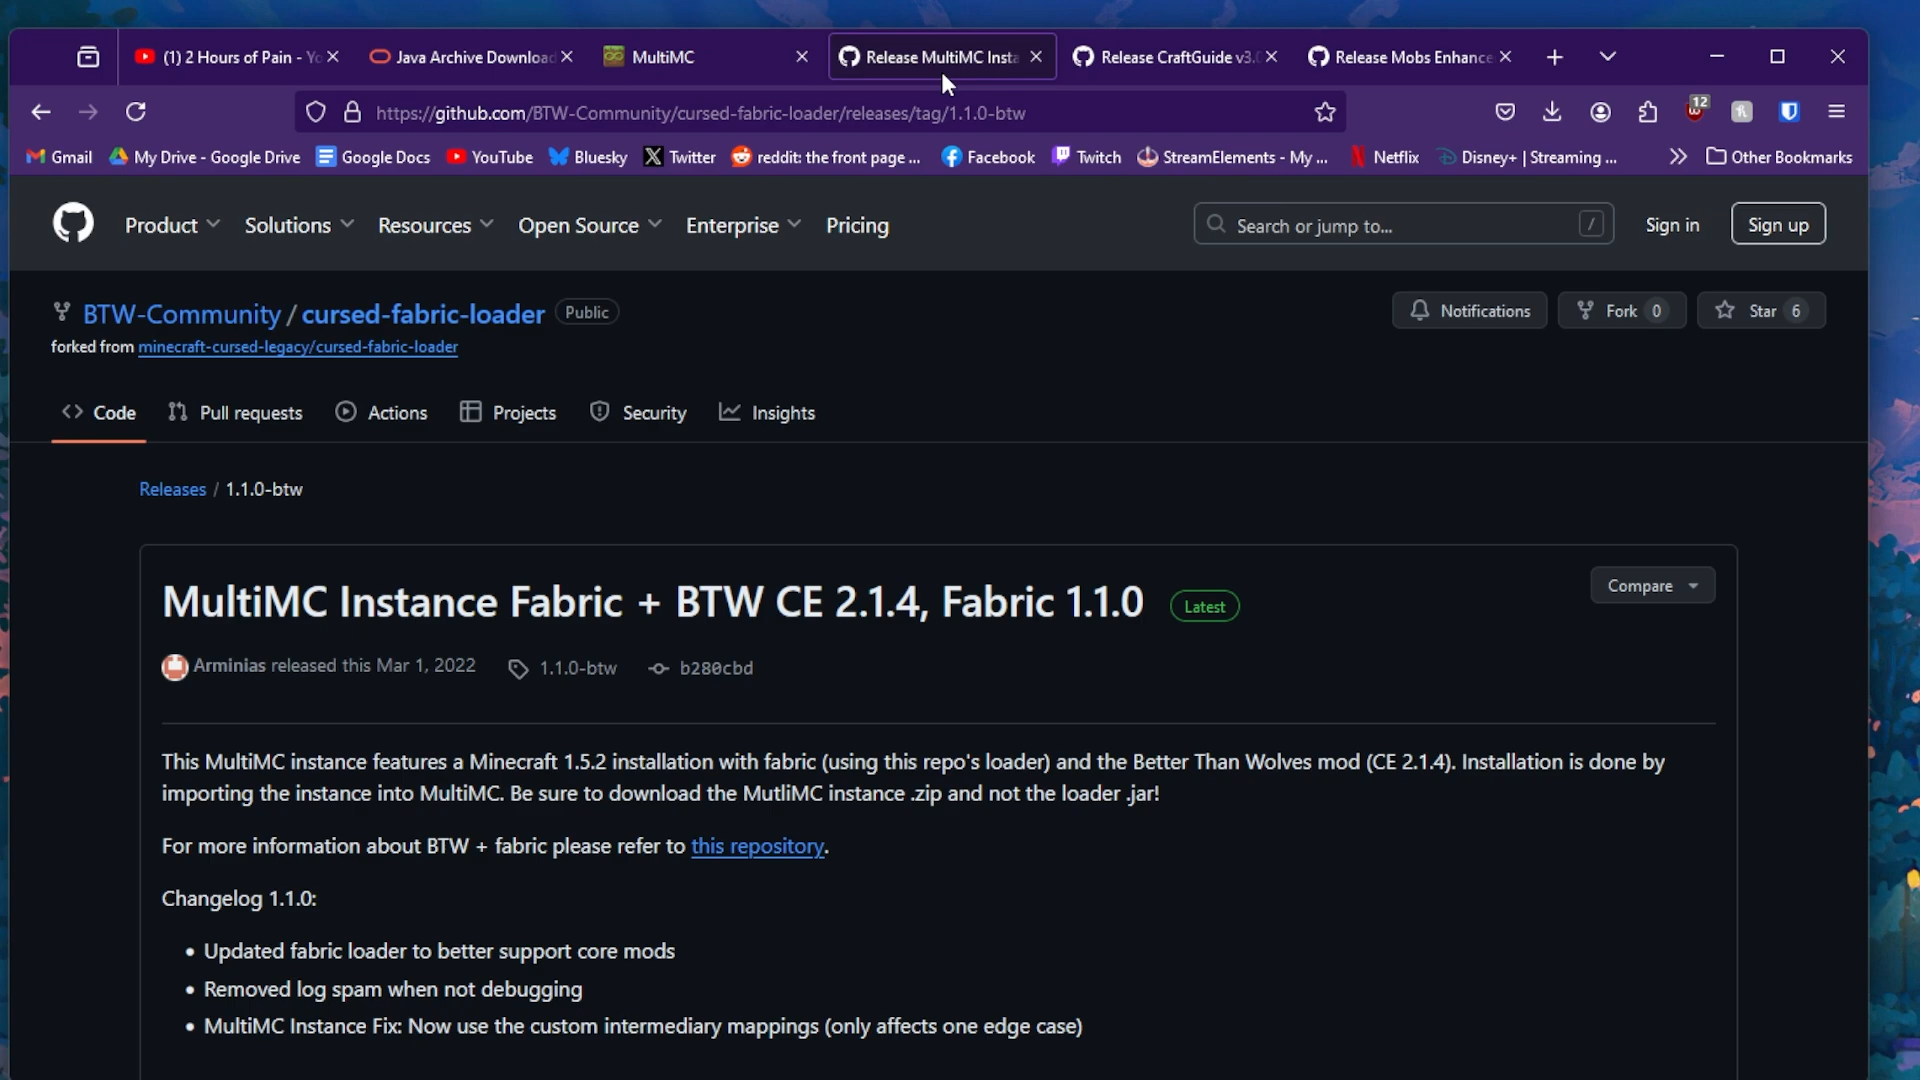 (1) 2 Hours of Pain - Yo
Java Archive Download
MultiMC
Release MultiMC Insta
Release CraftGuide v3.0
Release Mobs Enhance
https://github.com/BTW-Community/cursed-fabric-loader/releases/tag/1.1.0-btw
12
Gmail
My Drive - Google Drive
Google Docs
YouTube
Bluesky
Twitter
reddit: the front page ...
Facebook
Twitch
StreamElements - My ...
Netflix
Disney+ | Streaming ...
Other Bookmarks
Product
Solutions
Resources
Open Source
Enterprise
Pricing
Search or jump to...
/
Sign in
Sign up
BTW-Community / cursed-fabric-loader
Public
Notifications
Fork 0
Star 6
forked from minecraft-cursed-legacy/cursed-fabric-loader
Code
Pull requests
Actions
Projects
Security
Insights
Releases / 1.1.0-btw
MultiMC Instance Fabric + BTW CE 2.1.4, Fabric 1.1.0
Latest
Compare
Arminias released this Mar 1, 2022
1.1.0-btw
b280cbd
This MultiMC instance features a Minecraft 1.5.2 installation with fabric (using this repo's loader) and the Better Than Wolves mod (CE 2.1.4). Installation is done by
importing the instance into MultiMC. Be sure to download the MutliMC instance .zip and not the loader .jar!
For more information about BTW + fabric please refer to this repository.
Changelog 1.1.0:
• Updated fabric loader to better support core mods
• Removed log spam when not debugging
• MultiMC Instance Fix: Now use the custom intermediary mappings (only affects one edge case)